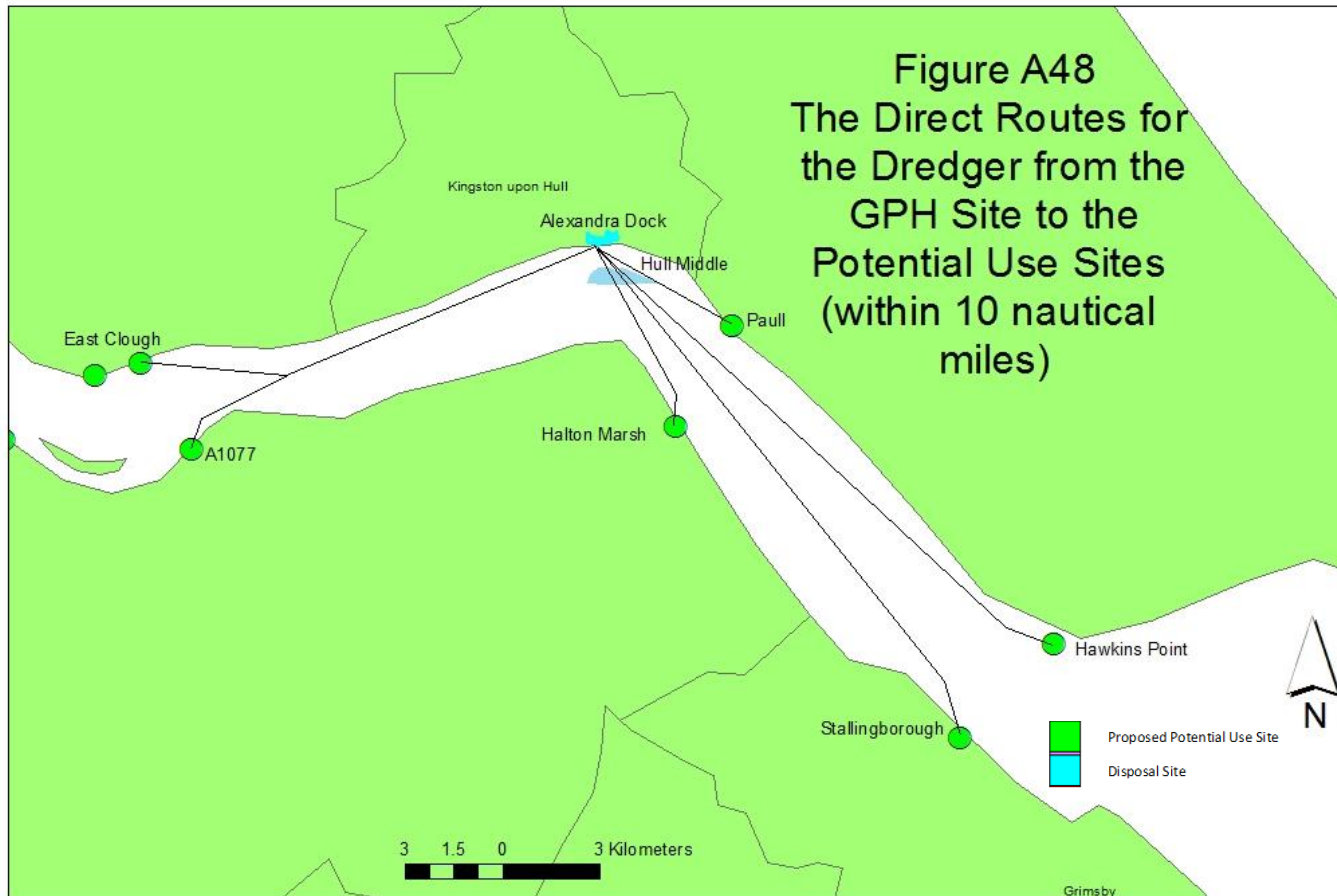 Figure A48
The Direct Routes for
the Dredger from the
GPH Site to the
Potential Use Sites
(within 10 nautical
miles)
Kingston upon Hull
Alexandra Dock
Hull Middle
East Clough
Paull
A1077
Halton Marsh
Hawkins Point
Stallingborough
N
Proposed Potential Use Site
Disposal Site
3 1.5 0 3 Kilometers
Grimsby